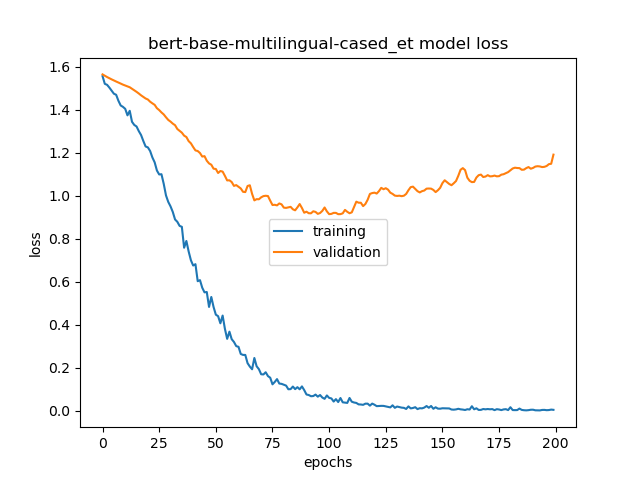 bert-base-multilingual-cased_et model loss
1.6
1.4
1.2
1.0
0.8
0.6
0.4
0.2
0.0
loss
training
validation
0 25 50 75 100 125 150 175 200
epochs